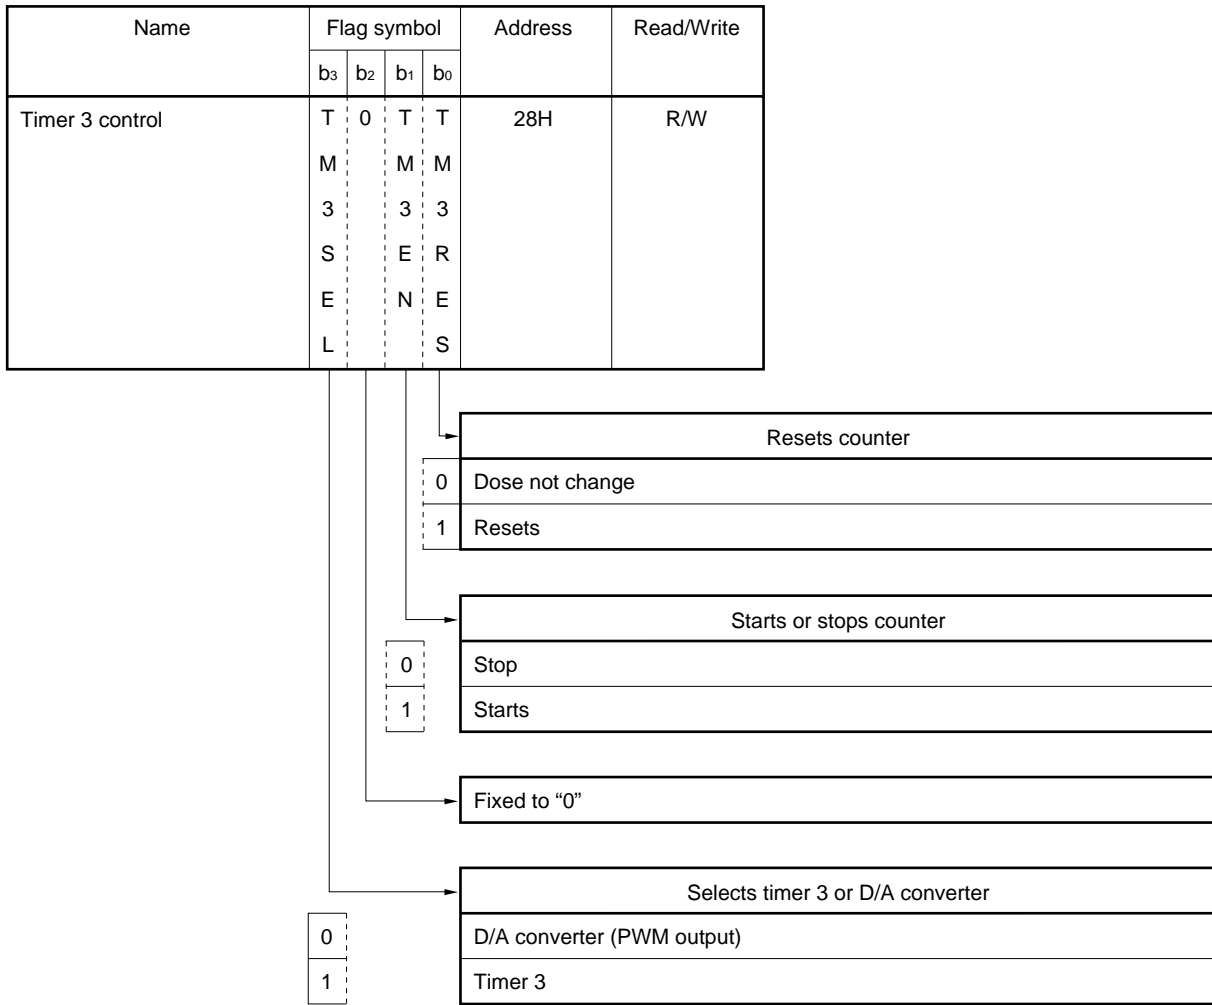 Name Flag symbol Address Read/Write
b3 b2 b1 b0
Timer 3 control T 0 T T 28H R/W
M M M
3 3 3
S E R
E N E
L S
Resets counter
0 Dose not change
1 Resets
Starts or stops counter
0 Stop
1 Starts
Fixed to “0”
Selects timer 3 or D/A converter
0 D/A converter (PWM output)
1 Timer 3